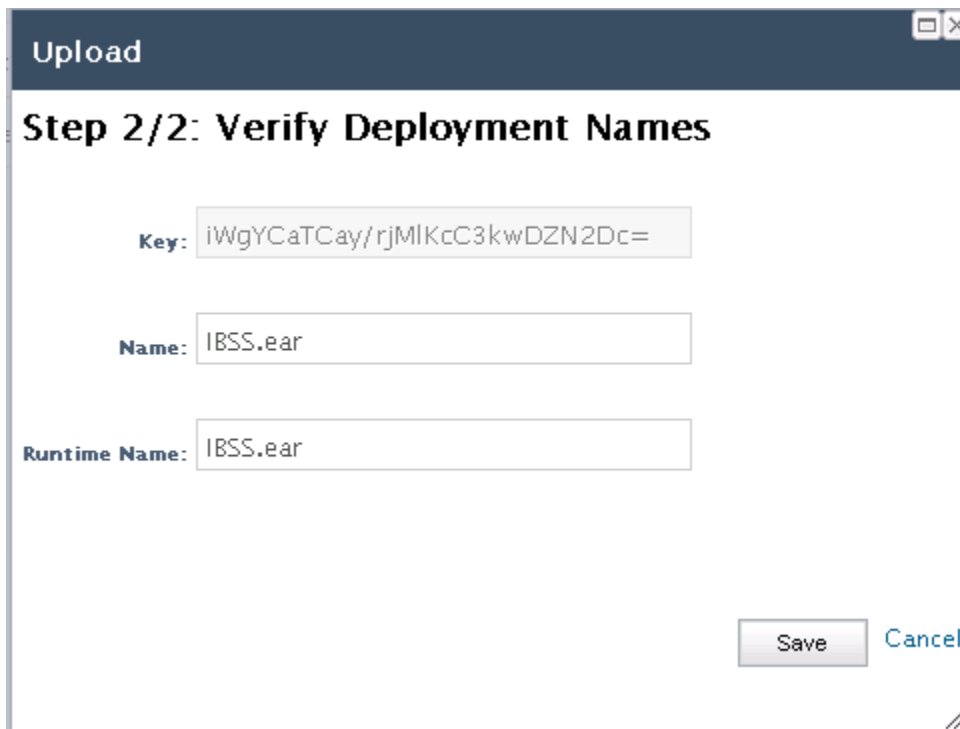 Upload
Step 2/2: Verify Deployment Names
Key: iWgYCaTCay/rjMlKcC3kwDZN2Dc=
Name: IBSS.ear
Runtime Name: IBSS.ear
Save Cancel